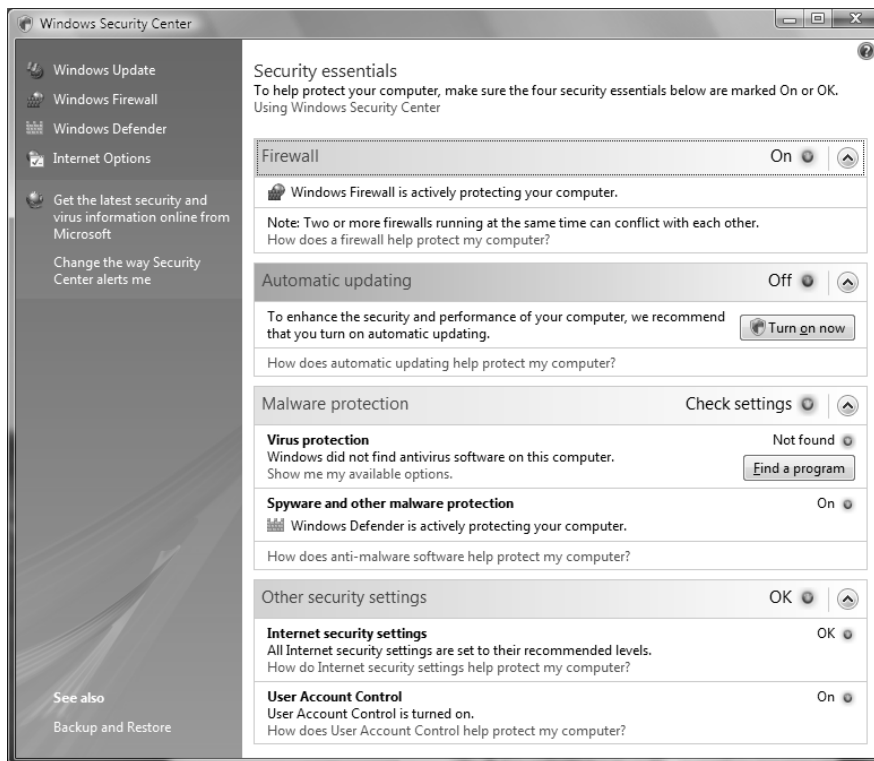 Windows Security Center
Windows Update
Windows Firewall
Windows Defender
Internet Options
Get the latest security and
virus information online from
Microsoft
Change the way Security
Center alerts me
See also
Backup and Restore
Security essentials
To help protect your computer, make sure the four security essentials below are marked On or OK.
Using Windows Security Center
Firewall On
Windows Firewall is actively protecting your computer.
Note: Two or more firewalls running at the same time can conflict with each other.
How does a firewall help protect my computer?
Automatic updating Off
To enhance the security and performance of your computer, we recommend
that you turn on automatic updating.
Turn on now
How does automatic updating help protect my computer?
Malware protection Check settings
Virus protection Not found
Windows did not find antivirus software on this computer.
Show me my available options.
Find a program
Spyware and other malware protection On
Windows Defender is actively protecting your computer.
How does anti-malware software help protect my computer?
Other security settings OK
Internet security settings OK
All Internet security settings are set to their recommended levels.
How do Internet security settings help protect my computer?
User Account Control On
User Account Control is turned on.
How does User Account Control help protect my computer?